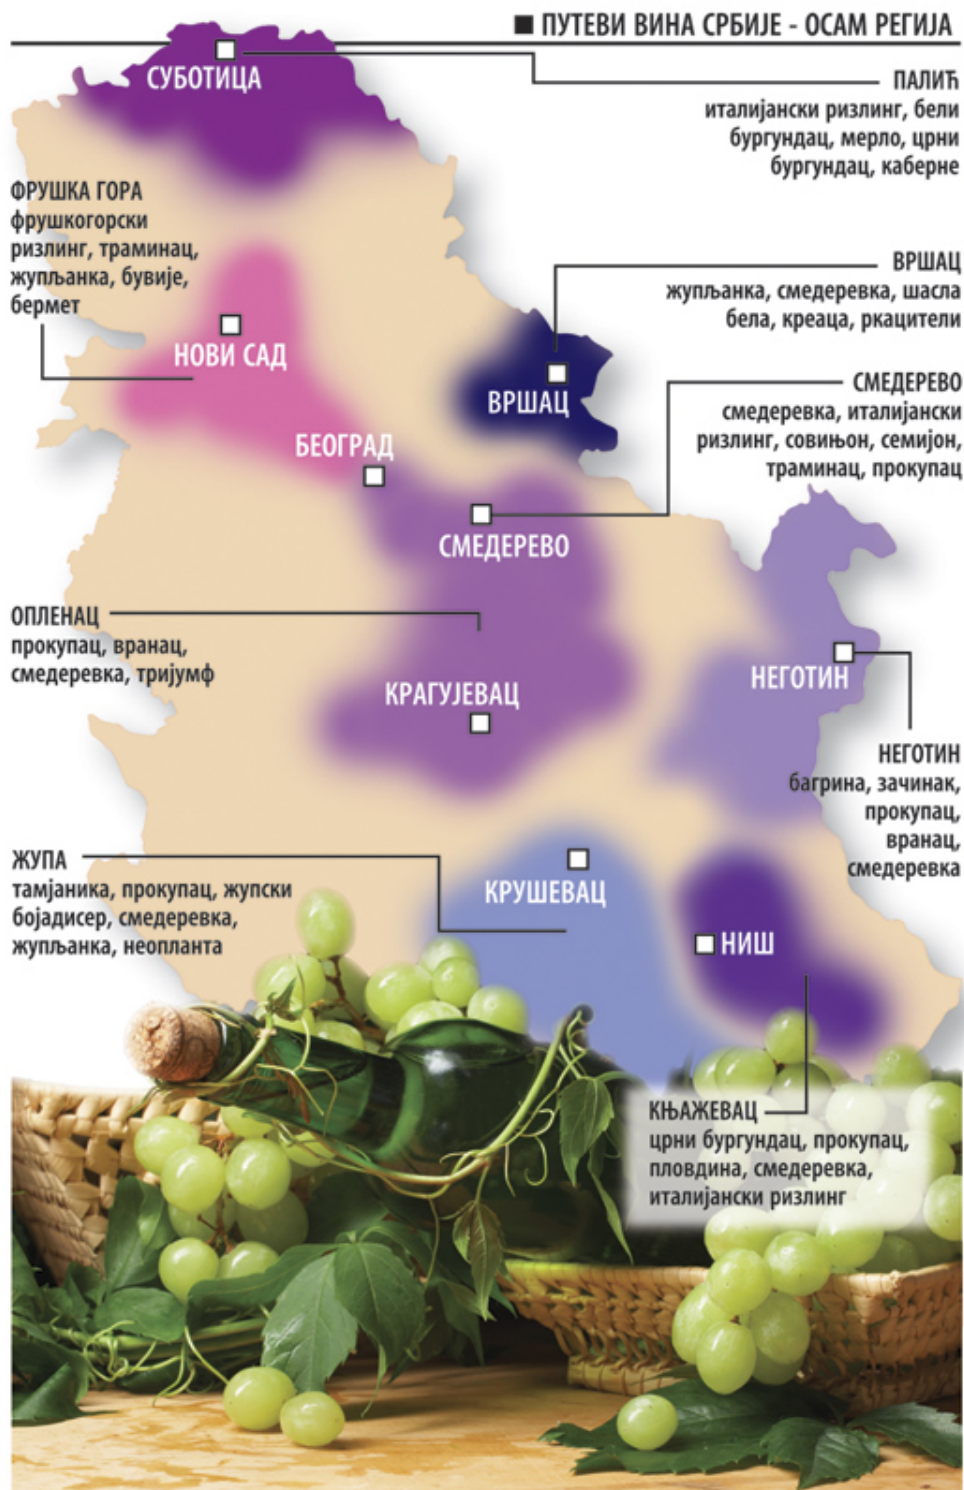 ПУТЕВИ ВИНА СРБИЈЕ - ОСАМ РЕГИЈА
СУБОТИЦА
ПАЛИЋ
италијански ризлинг, бели
бургундац, мерло, црни
бургундац, каберне
ФРУШКА ГОРА
фрушкогорски
ризлинг, траминац,
жупљанка, бувије,
бермет
ВРШАЦ
жупљанка, смедеревка, шасла
бела, креаца, ркацители
НОВИ САД
ВРШАЦ
СМЕДЕРЕВО
смедеревка, италијански
ризлинг, совињон, семијон,
траминац, прокупац
БЕОГРАД
СМЕДЕРЕВО
ОПЛЕНАЦ
прокупац, вранац,
смедеревка, тријумф
КРАГУЈЕВАЦ
НЕГОТИН
НЕГОТИН
багрина, зачинак,
прокупац,
вранац,
смедеревка
ЖУПА
тамјаника, прокупац, жупски
бојадисер, смедеревка,
жупљанка, неопланта
КРУШЕВАЦ
НИШ
КЊАЖЕВАЦ
црни бургундац, прокупац,
пловдина, смедеревка,
италијански ризлинг